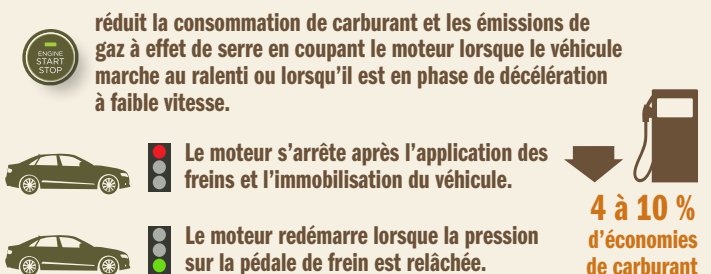 réduit la consommation de carburant et les émissions de
ENGINE
START
STOP
gaz à effet de serre en coupant le moteur lorsque le véhicule
marche au ralenti ou lorsqu'il est en phase de décélération
à faible vitesse.
Le moteur s'arrête après l'application des
freins et l'immobilisation du véhicule.
4 à 10 %
d'économies
de carburant
Le moteur redémarre lorsque la pression
sur la pédale de frein est relâchée.